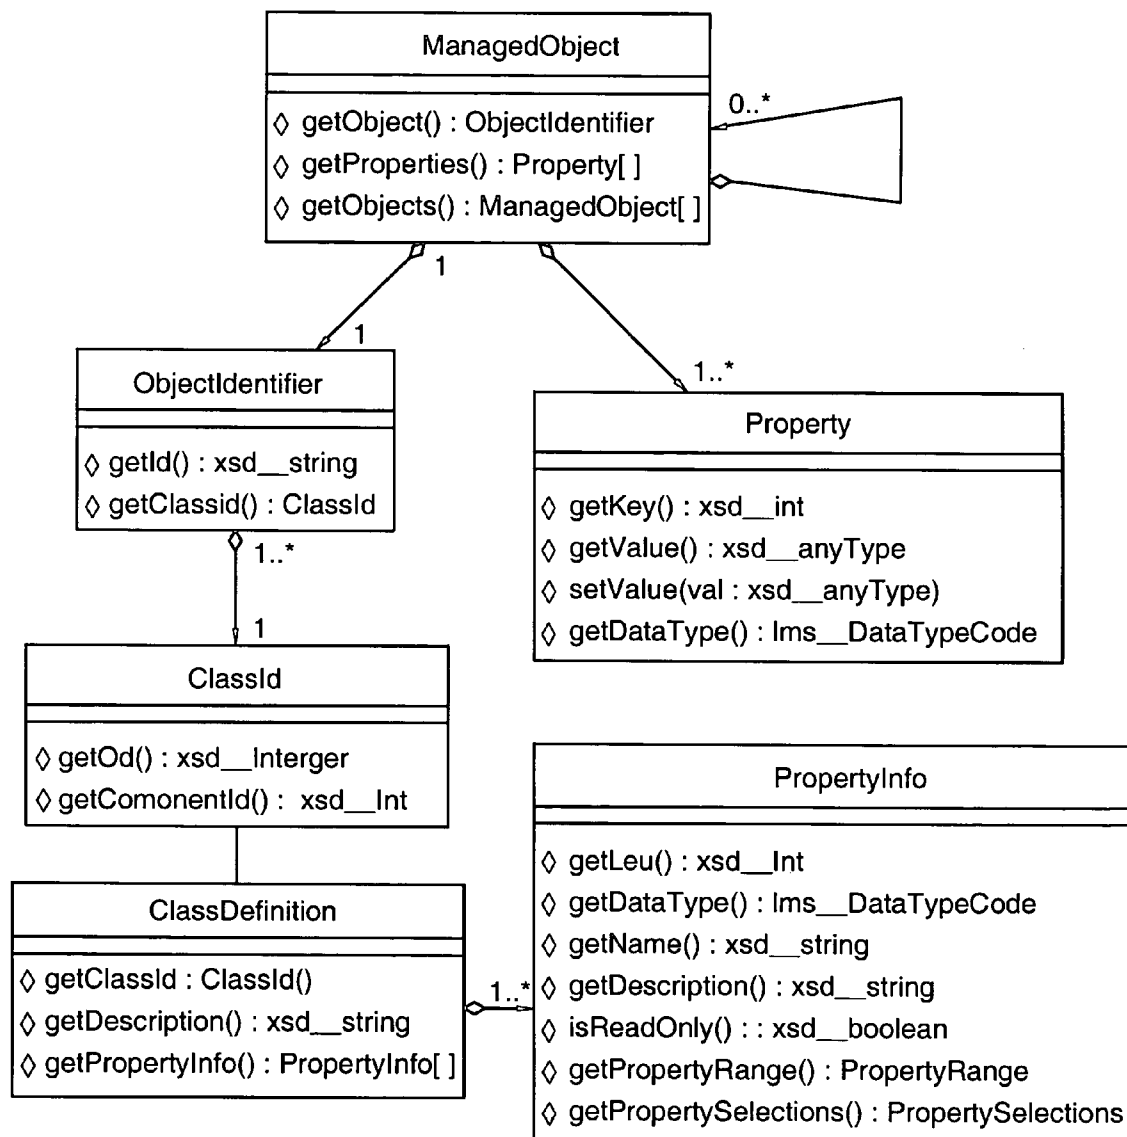 ManagedObject
getObject() : ObjectIdentifier
getProperties() : Property[ ]
getObjects() : ManagedObject[ ]
0..*
1
1
1..*
ObjectIdentifier
getId() : xsd__string
getClassid() : ClassId
1..*
1
Property
getKey() : xsd__int
getValue() : xsd__anyType
setValue(val : xsd__anyType)
getDataType() : lms__DataTypeCode
ClassId
getOd() : xsd__Interger
getComonentId() : xsd__Int
ClassDefinition
getClassId : ClassId()
getDescription() : xsd__string
getPropertyInfo() : PropertyInfo[ ]
1..*
PropertyInfo
getLeu() : xsd__Int
getDataType() : lms__DataTypeCode
getName() : xsd__string
getDescription() : xsd__string
isReadOnly() : : xsd__boolean
getPropertyRange() : PropertyRange
getPropertySelections() : PropertySelections